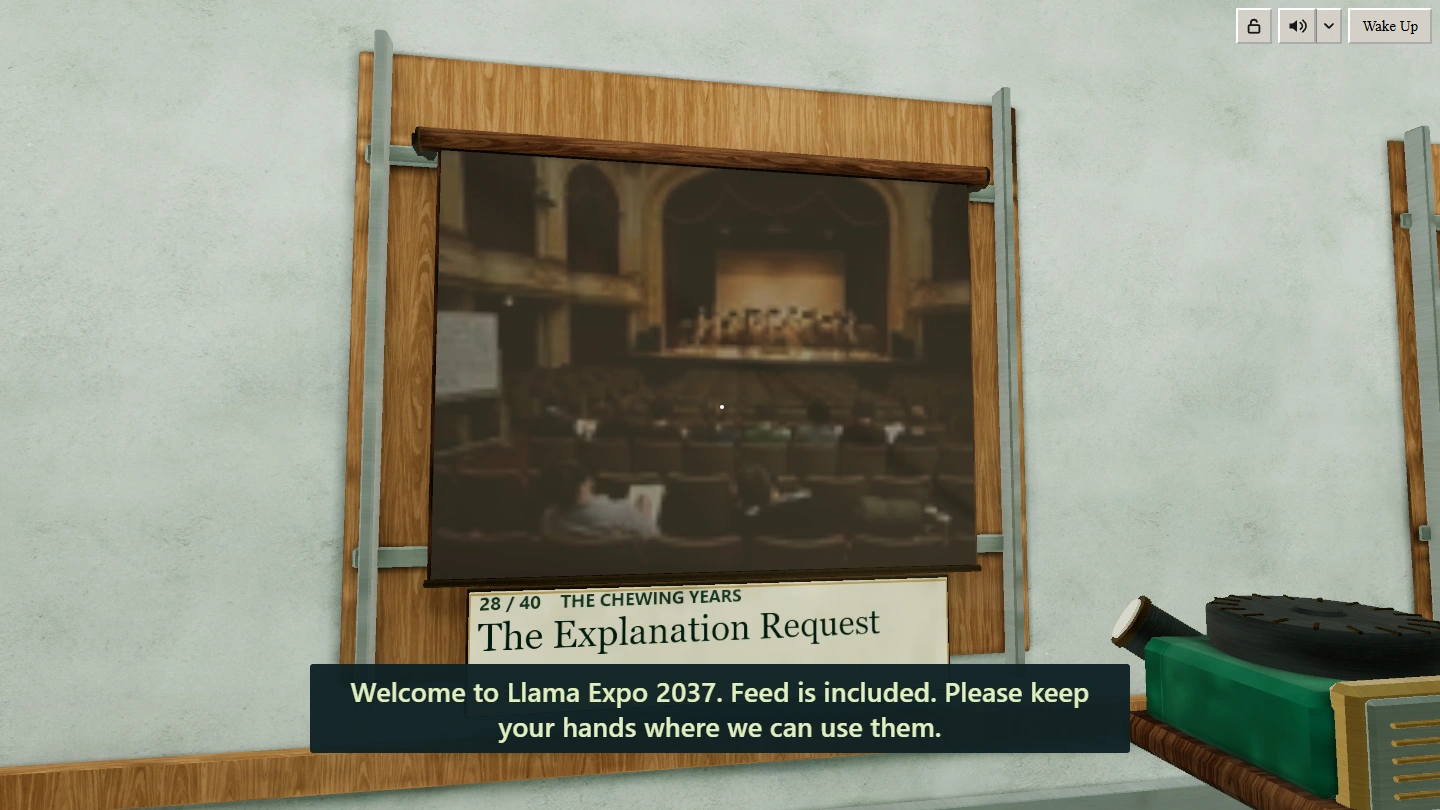 Wake Up
28 / 40 THE CHEWING YEARS
The Explanation Request
Welcome to Llama Expo 2037. Feed is included. Please keep
your hands where we can use them.